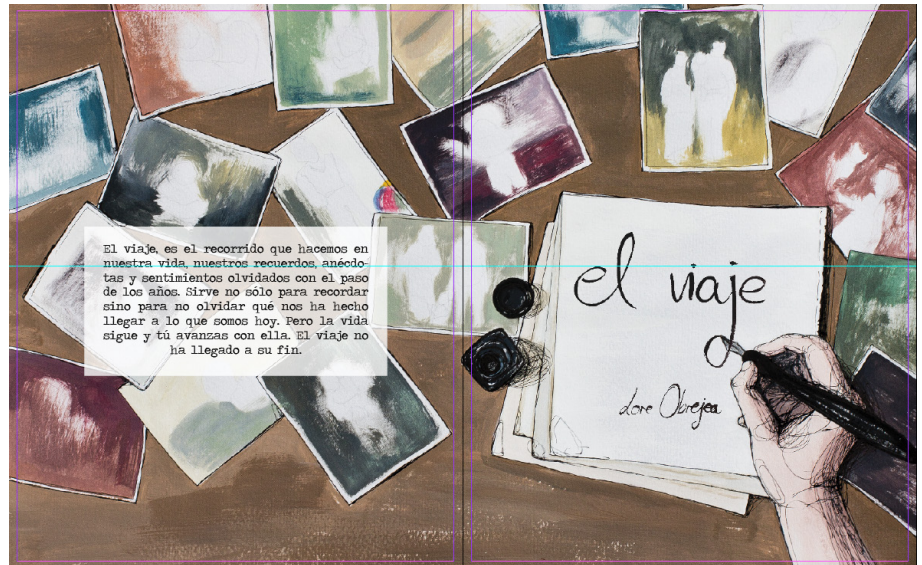 El viaje, es el recorrido que hacemos en
nuestra vida, nuestros recuerdos, anécdo-
tas y sentimientos olvidados con el paso
de los años. Sirve no sólo para recordar
sino para no olvidar qué nos ha hecho
llegar a lo que somos hoy. Pero la vida
sigue y tú avanzas con ella. El viaje no
ha llegado a su fin.
el viaje
Lore Obrejea